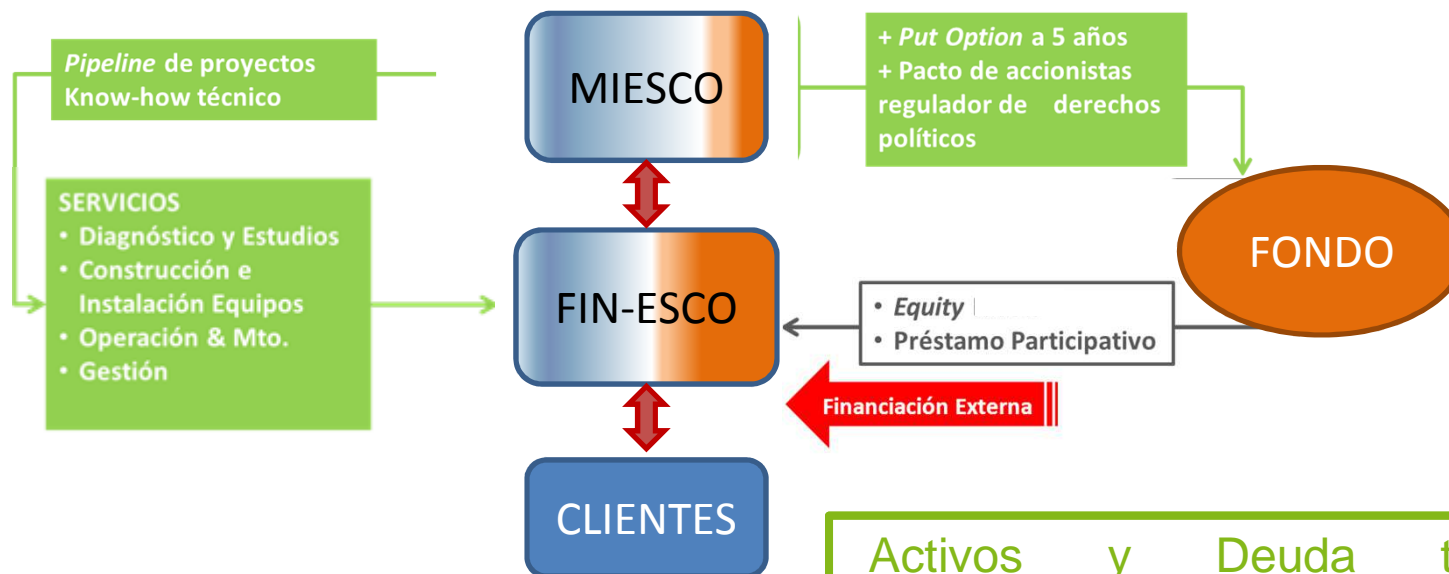 Pipeline de proyectos
Know-how técnico
MIESCO
+ Put Option a 5 años
+ Pacto de accionistas
regulador de derechos
políticos
SERVICIOS
• Diagnóstico y Estudios
• Construcción e
Instalación Equipos
• Operación & Mto.
• Gestión
FIN-ESCO
FONDO
• Equity
• Préstamo Participativo
Financiación Externa
CLIENTES
Activos y Deuda